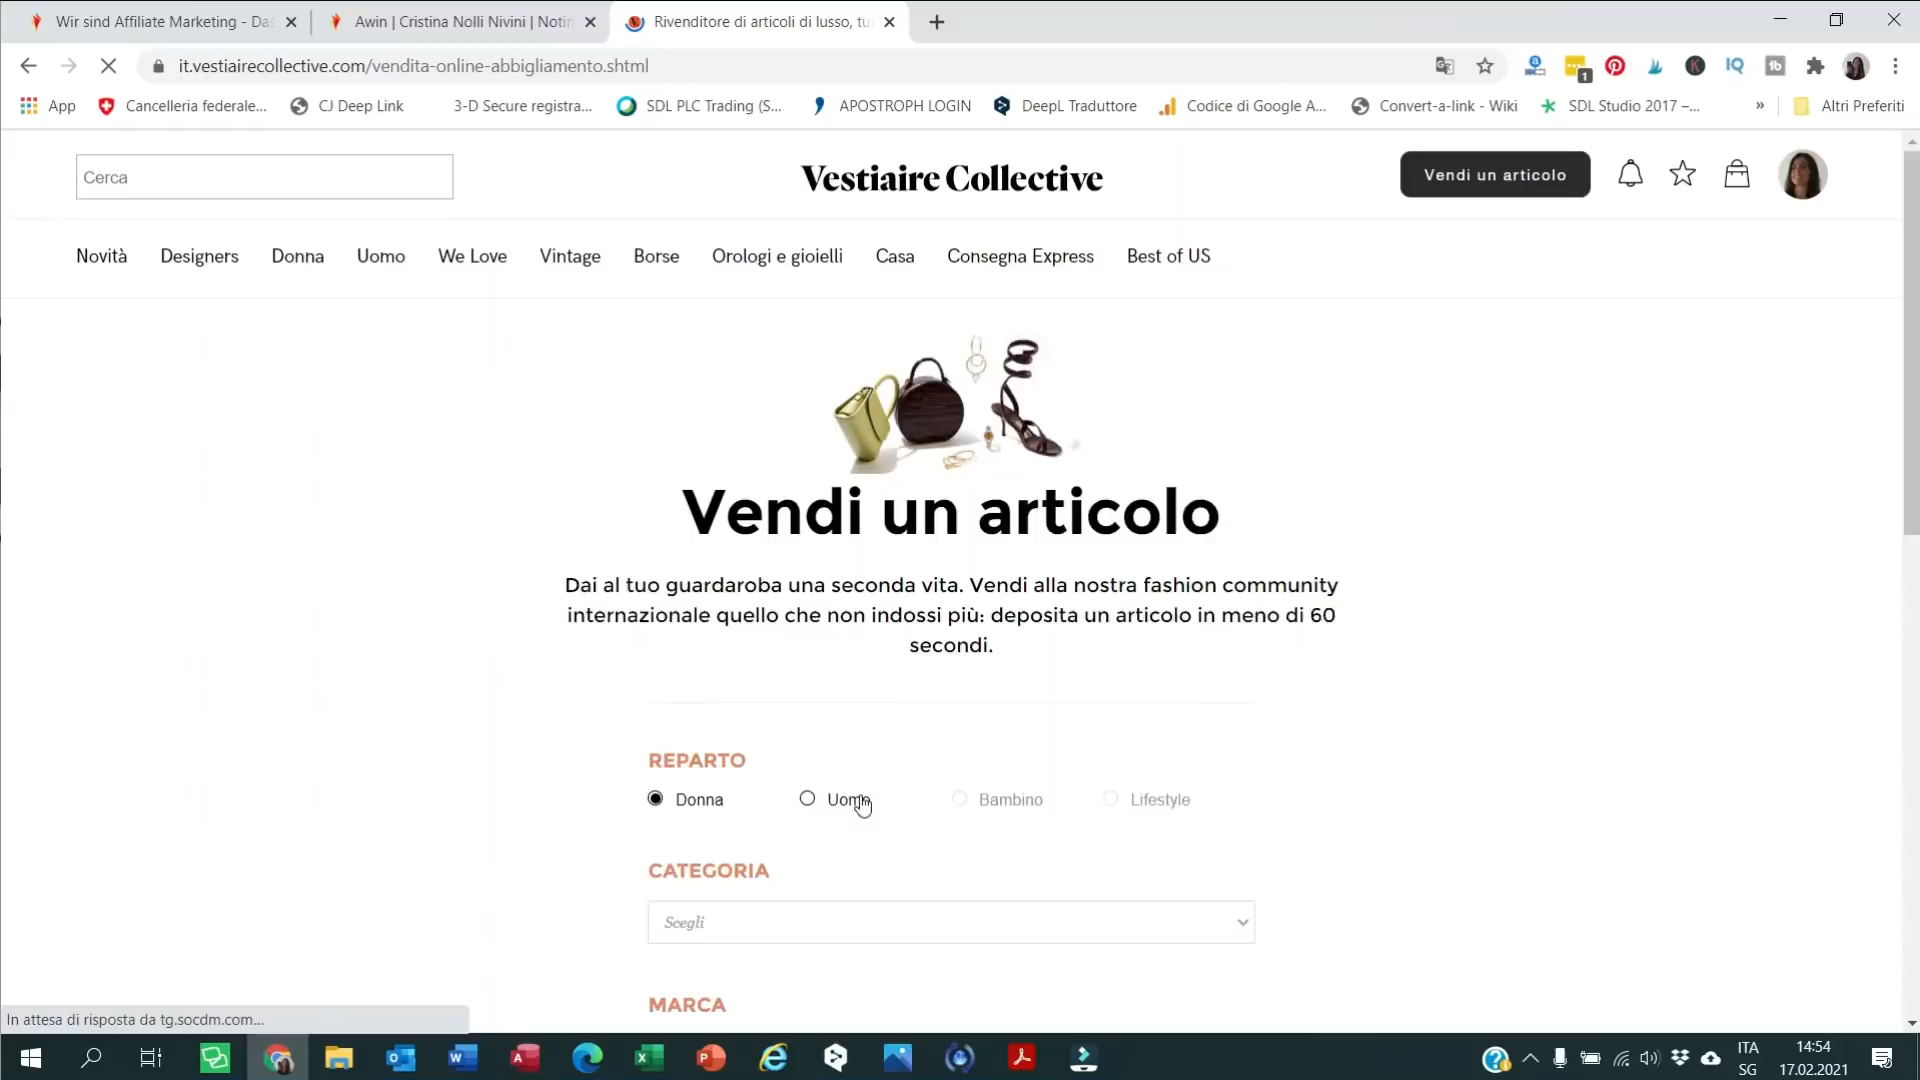 Wir sind Affiliate Marketing - Da
Awin | Cristina Nolli Nivini | Notin
Rivenditore di articoli di lusso, tu
it.vestiairecollective.com/vendita-online-abbigliamento.shtml
1
IQ
App
Cancelleria federale...
CJ Deep Link
3-D Secure registra...
SDL PLC Trading (S...
APOSTROPH LOGIN
DeepL Traduttore
Codice di Google A...
Convert-a-link - Wiki
SDL Studio 2017 –...
»
Altri Preferiti
Cerca
Vestiaire Collective
Vendi un articolo
Novità
Designers
Donna
Uomo
We Love
Vintage
Borse
Orologi e gioielli
Casa
Consegna Express
Best of US
Vendi un articolo
Dai al tuo guardaroba una seconda vita. Vendi alla nostra fashion community
internazionale quello che non indossi più: deposita un articolo in meno di 60
secondi.
REPARTO
Donna
Uomo
Bambino
Lifestyle
CATEGORIA
Scegli
MARCA
In attesa di risposta da tg.socdm.com...
ITA
SG
14:54
17.02.2021